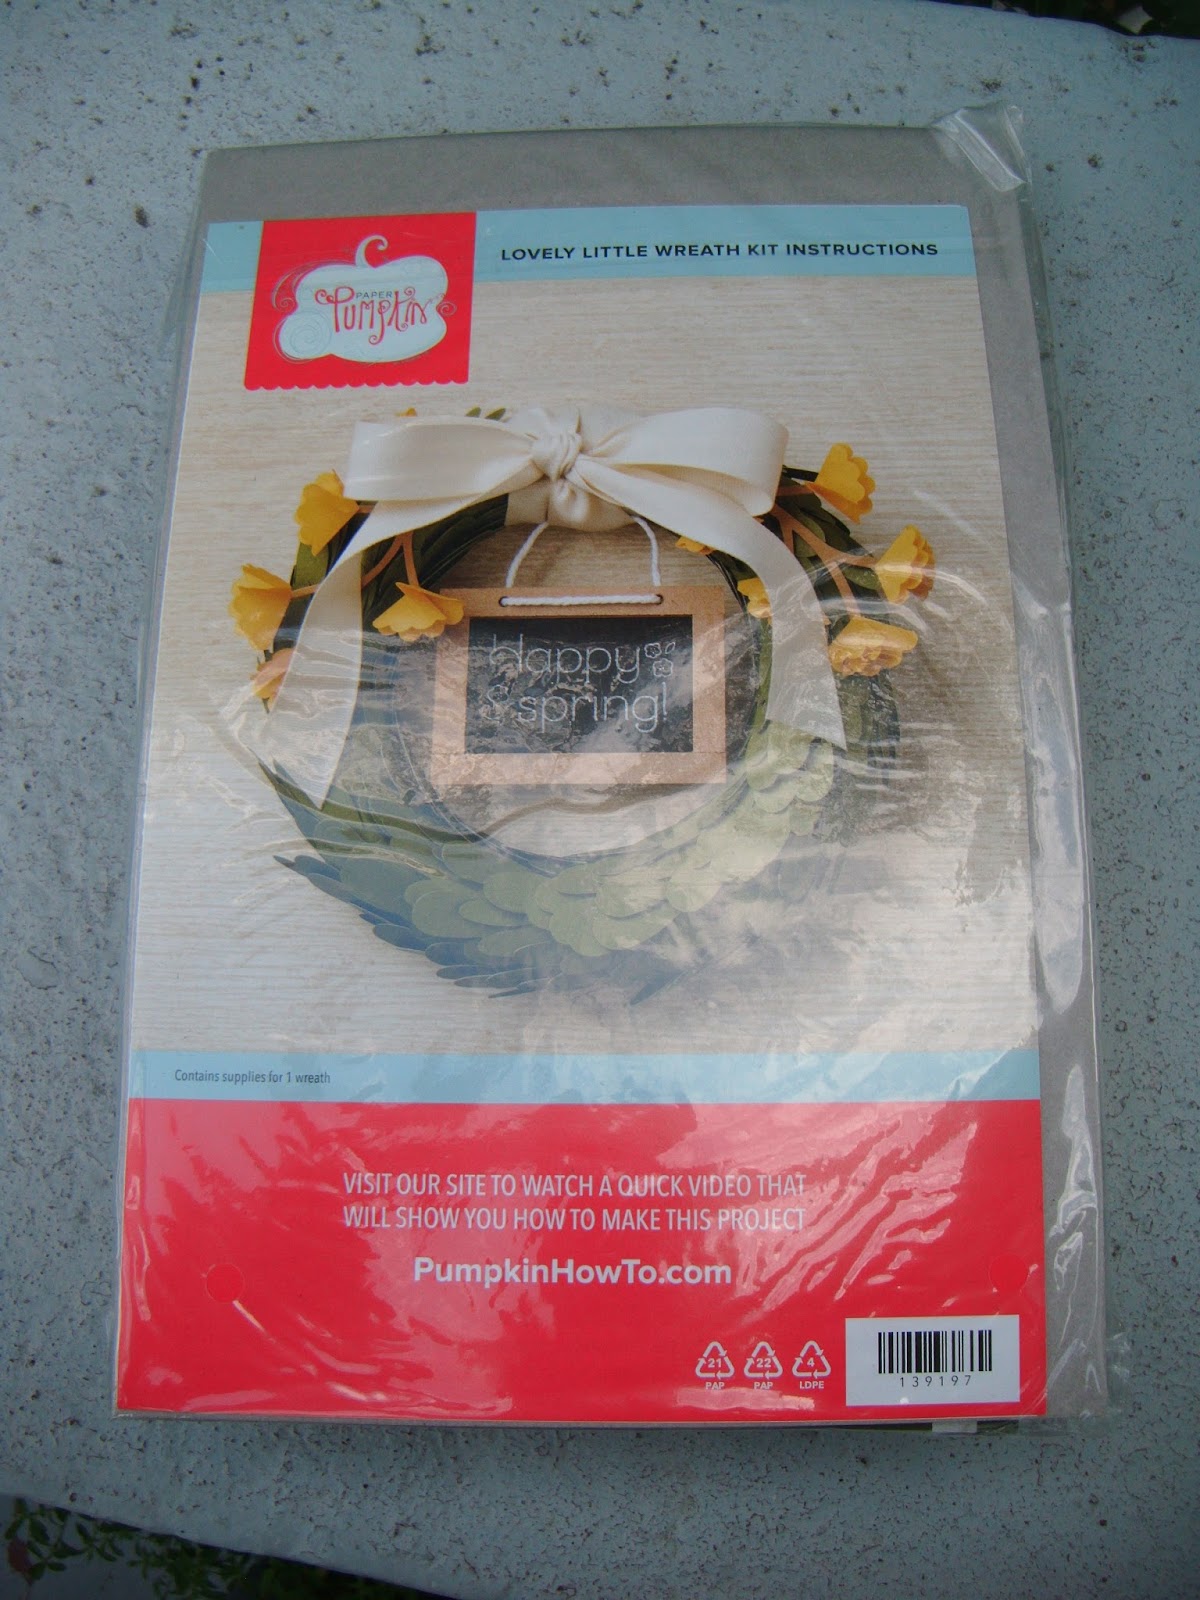 PAPER
Pumpkin
LOVELY LITTLE WREATH KIT INSTRUCTIONS
Happy
spring!
Contains supplies for 1 wreath
VISIT OUR SITE TO WATCH A QUICK VIDEO THAT
WILL SHOW YOU HOW TO MAKE THIS PROJECT
PumpkinHowTo.com
21 22 4
PAP PAP LDPE
139197